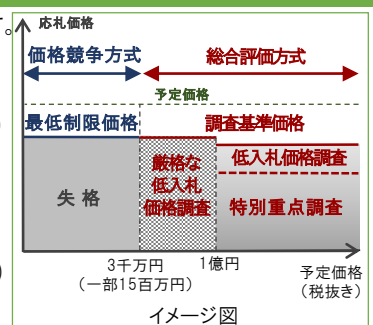 す。
応札価格
価格競争方式
総合評価方式
予定価格
最低制限価格
調査基準価格
厳格な
低入札
価格調査
低入札価格調査
失格
特別重点調査
3千万円
(一部15百万円)
1億円
予定価格
(税抜き)
イメージ図